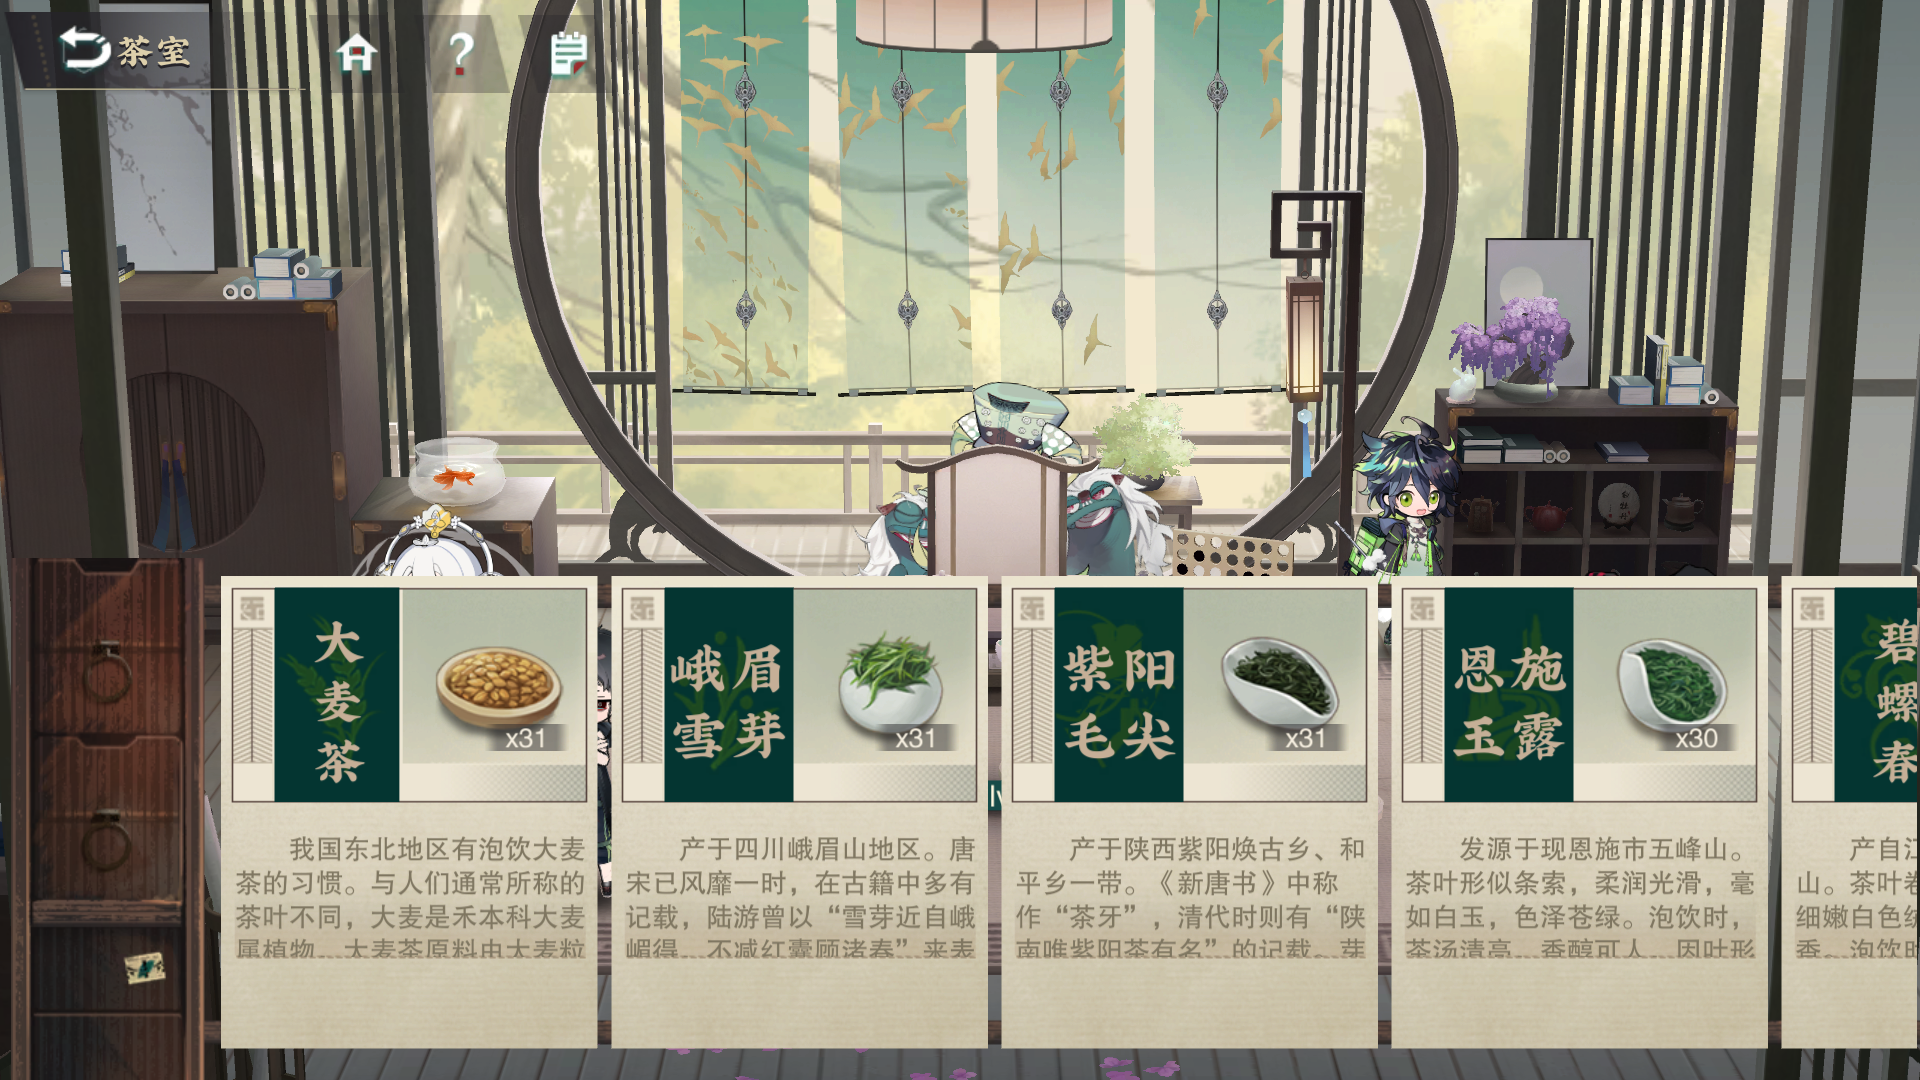 茶室
?
大麦茶
x31
我国东北地区有泡饮大麦
茶的习惯。与人们通常所称的
茶叶不同，大麦是禾本科大麦
属植物。大麦茶原料由大麦粒
峨眉
雪芽
x31
产于四川峨眉山地区。唐
宋已风靡一时，在古籍中多有
记载，陆游曾以“雪芽近自峨
嵋得，不减红囊顾渚春”来表
紫阳
毛尖
x31
产于陕西紫阳焕古乡、和
平乡一带。《新唐书》中称
作“茶牙”，清代时则有“陕
南唯紫阳茶有名”的记载。芽
恩施
玉露
x30
发源于现恩施市五峰山。
茶叶形似条索，柔润光滑，毫
如白玉，色泽苍绿。泡饮时，
茶汤清亮，香醇可人。因叶形
碧螺春
产自江
山。茶叶卷
细嫩白色绒
香。泡饮时